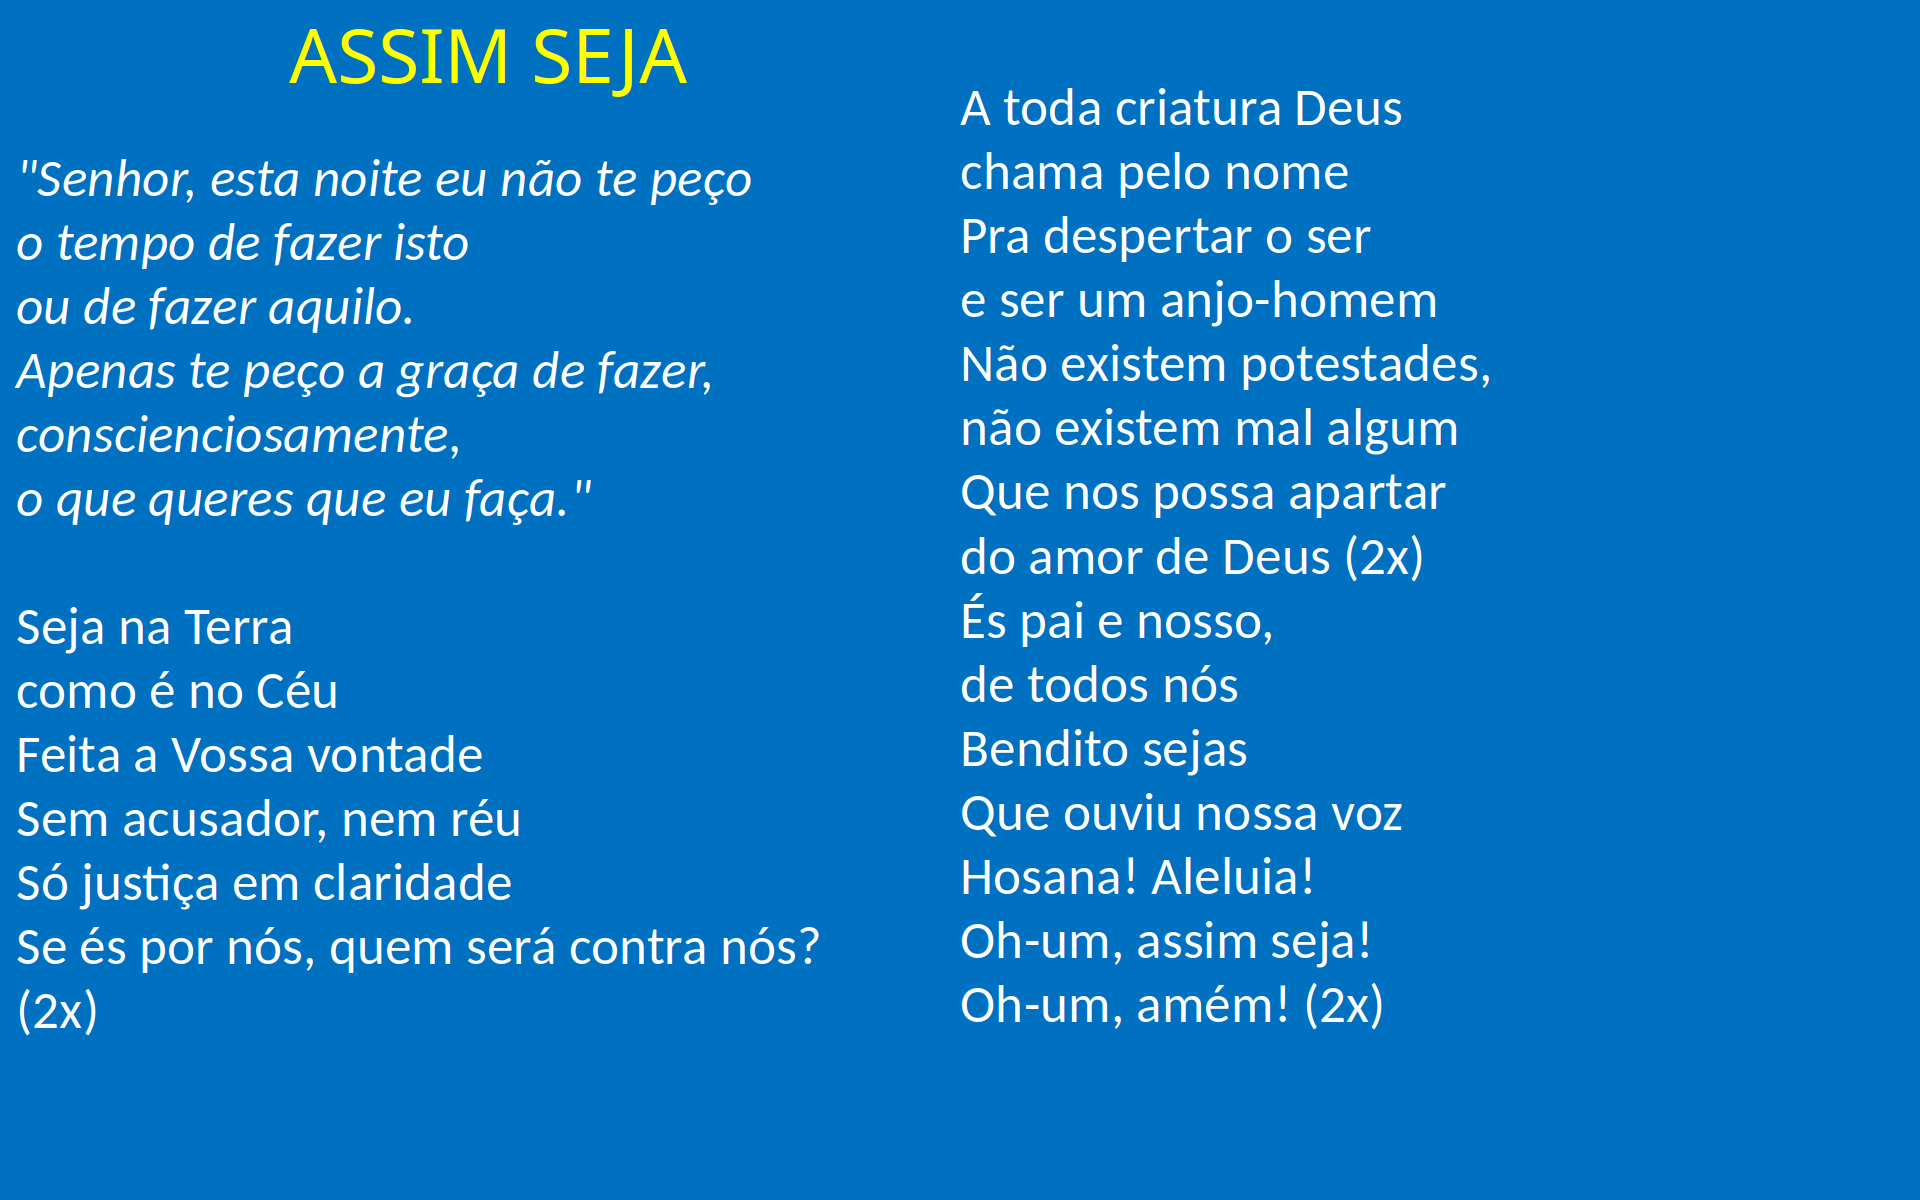 ASSIM SEJA
"Senhor, esta noite eu não te peço
o tempo de fazer isto
ou de fazer aquilo.
Apenas te peço a graça de fazer,
conscienciosamente,
o que queres que eu faça."
Seja na Terra
como é no Céu
Feita a Vossa vontade
Sem acusador, nem réu
Só justiça em claridade
Se és por nós, quem será contra nós?
(2x)
A toda criatura Deus
chama pelo nome
Pra despertar o ser
e ser um anjo-homem
Não existem potestades,
não existem mal algum
Que nos possa apartar
do amor de Deus (2x)
És pai e nosso,
de todos nós
Bendito sejas
Que ouviu nossa voz
Hosana! Aleluia!
Oh-um, assim seja!
Oh-um, amém! (2x)